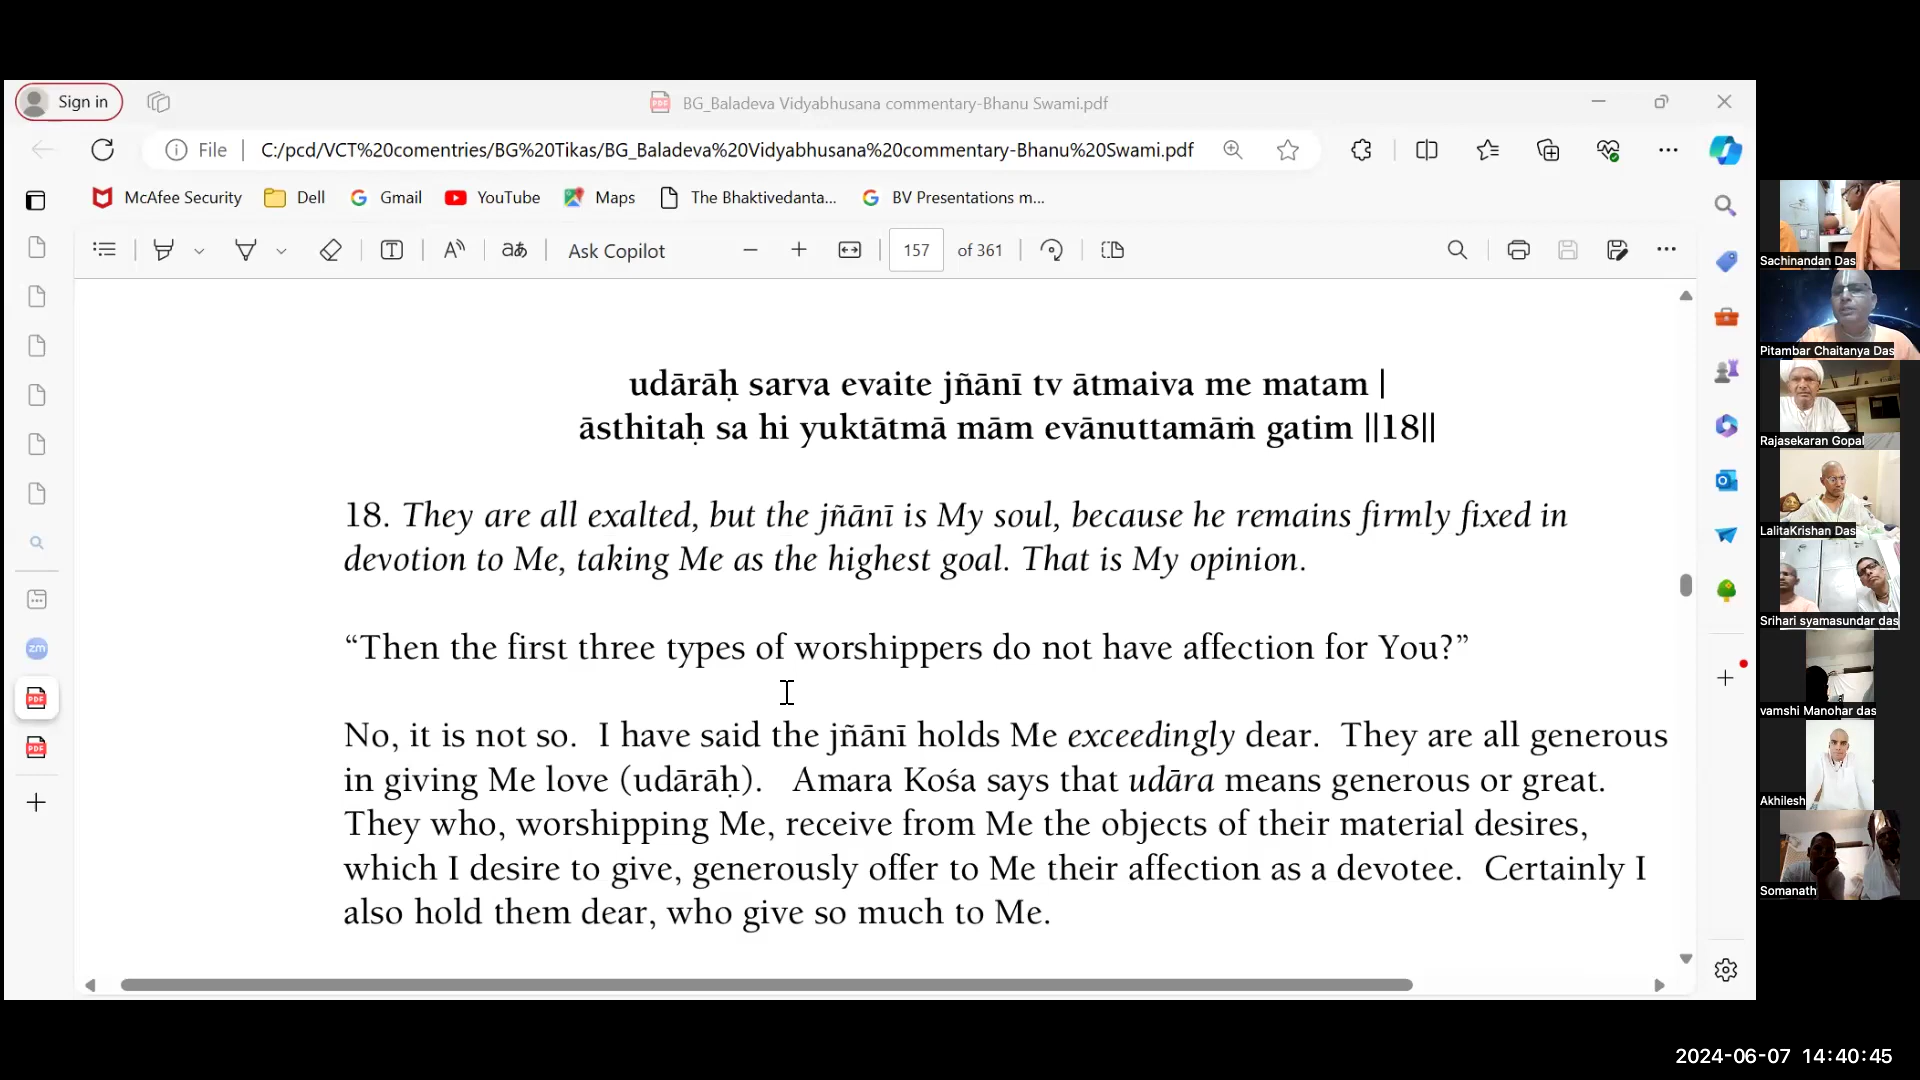 Sign in
BG_Baladeva Vidyabhusana commentary-Bhanu Swami.pdf
File
C:/pcd/VCT%20comentries/BG%20Tikas/BG_Baladeva%20Vidyabhusana%20commentary-Bhanu%20Swami.pdf
McAfee Security
Dell
Gmail
YouTube
Maps
The Bhaktivedanta...
BV Presentations m...
Ask Copilot
157 of 361
udārāḥ sarva evaite jñānī tv ātmaiva me matam |
āsthitaḥ sa hi yuktātmā mām evānuttamāṁ gatim ||18||
18. They are all exalted, but the jñānī is My soul, because he remains firmly fixed in
devotion to Me, taking Me as the highest goal. That is My opinion.
“Then the first three types of worshippers do not have affection for You?”
No, it is not so. I have said the jñānī holds Me exceedingly dear. They are all generous
in giving Me love (udārāḥ). Amara Kośa says that udāra means generous or great.
They who, worshipping Me, receive from Me the objects of their material desires,
which I desire to give, generously offer to Me their affection as a devotee. Certainly I
also hold them dear, who give so much to Me.
zm
PDF
PDF
Sachinandan Das
Pitambar Chaitanya Das
Rajasekaran Gopal
LalitaKrishan Das
Srihari syamasundar das
vamshi Manohar das
Akhilesh
Somanath
2024-06-07 14:40:45